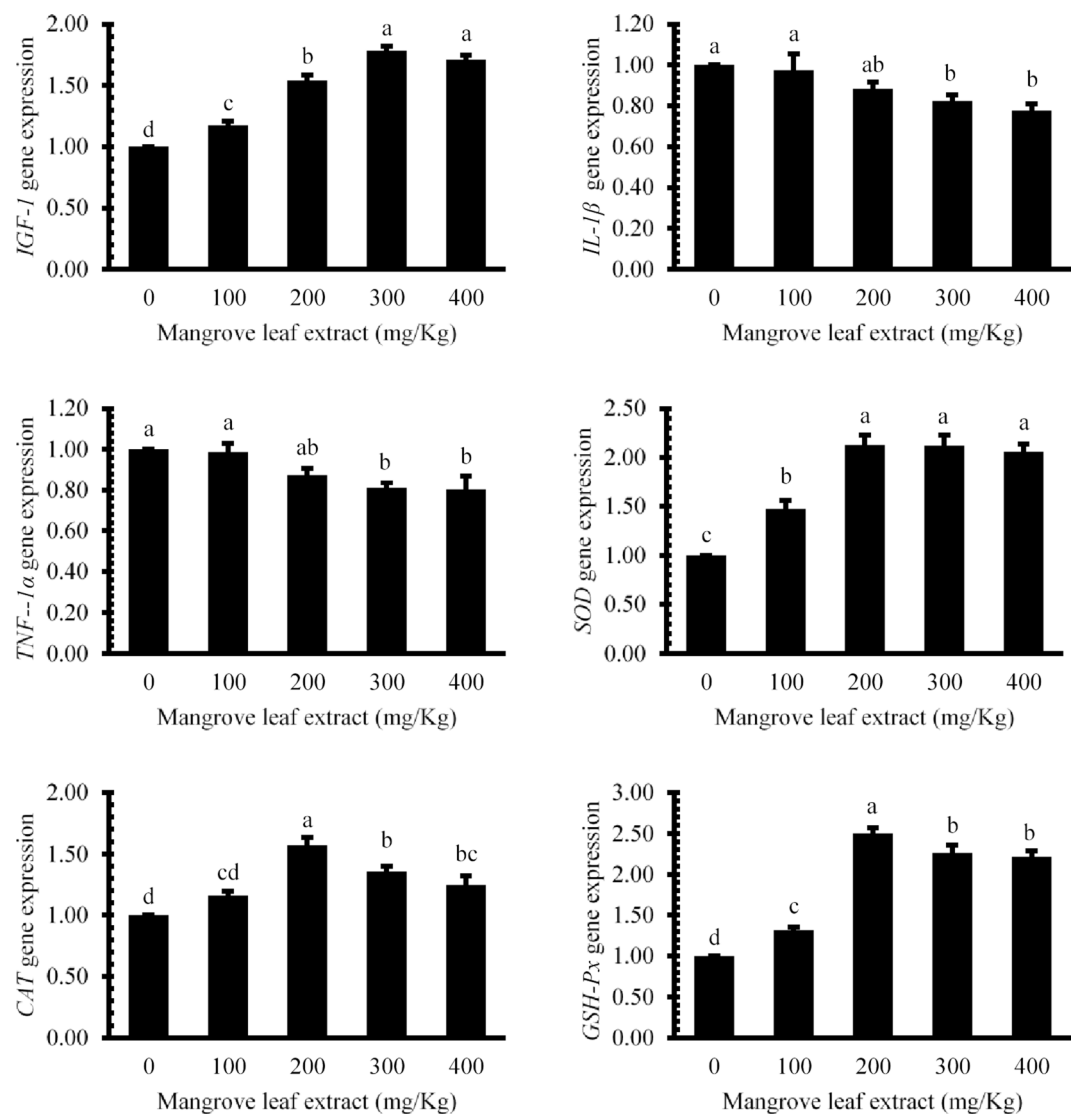 IGF-1 gene expression
2.00
1.50
1.00
0.50
0.00
d
c
b
a
a
0 100 200 300 400
Mangrove leaf extract (mg/Kg)
IL-1β gene expression
1.20
1.00
0.80
0.60
0.40
0.20
0.00
a
a
ab
b
b
0 100 200 300 400
Mangrove leaf extract (mg/Kg)
TNF--1α gene expression
1.20
1.00
0.80
0.60
0.40
0.20
0.00
a
a
ab
b
b
0 100 200 300 400
Mangrove leaf extract (mg/Kg)
SOD gene expression
2.50
2.00
1.50
1.00
0.50
0.00
c
b
a
a
a
0 100 200 300 400
Mangrove leaf extract (mg/Kg)
CAT gene expression
2.00
1.50
1.00
0.50
0.00
d
cd
a
b
bc
0 100 200 300 400
Mangrove leaf extract (mg/Kg)
GSH-Px gene expression
3.00
2.50
2.00
1.50
1.00
0.50
0.00
d
c
a
b
b
0 100 200 300 400
Mangrove leaf extract (mg/Kg)